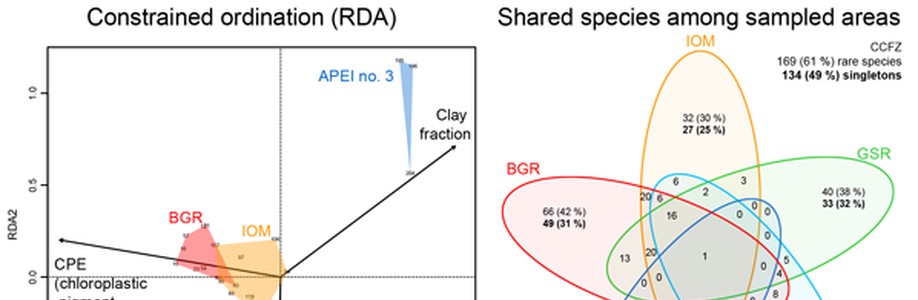 Constrained ordination (RDA)
APEI no. 3
Clay
fraction
BGR
IOM
CPE
(chloroplastic
RDA2
1.0
0.5
0.0
Shared species among sampled areas
IOM
CCFZ
169 (61 %) rare species
134 (49 %) singletons
32 (30 %)
27 (25 %)
GSR
BGR
40 (38 %)
33 (32 %)
66 (42 %)
49 (31 %)
6
3
2
20
6
0
0
16
0
0
13
20
1
0
5
4
0
0
8